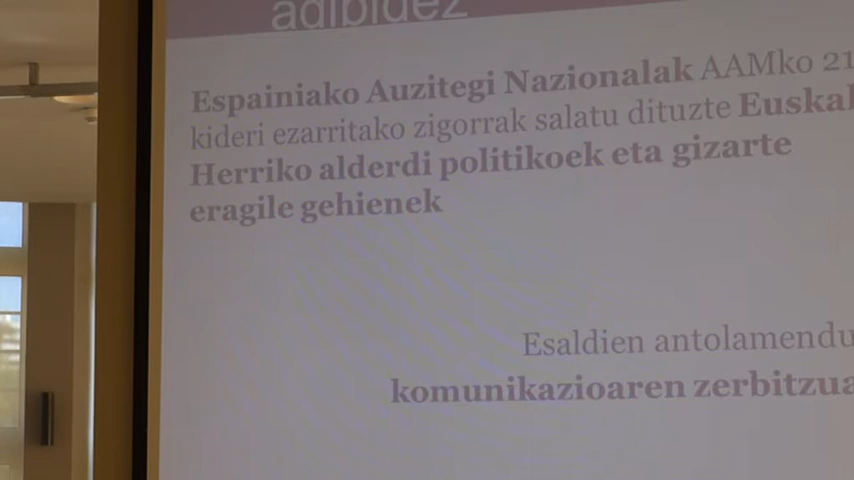 adibidez
Espainiako Auzitegi Nazionalak AAMko 21
kideri ezarritako zigorrak salatu dituzte Euskal
Herriko alderdi politikoek eta gizarte
eragile gehienek
Esaldien antolamendu
komunikazioaren zerbitzua